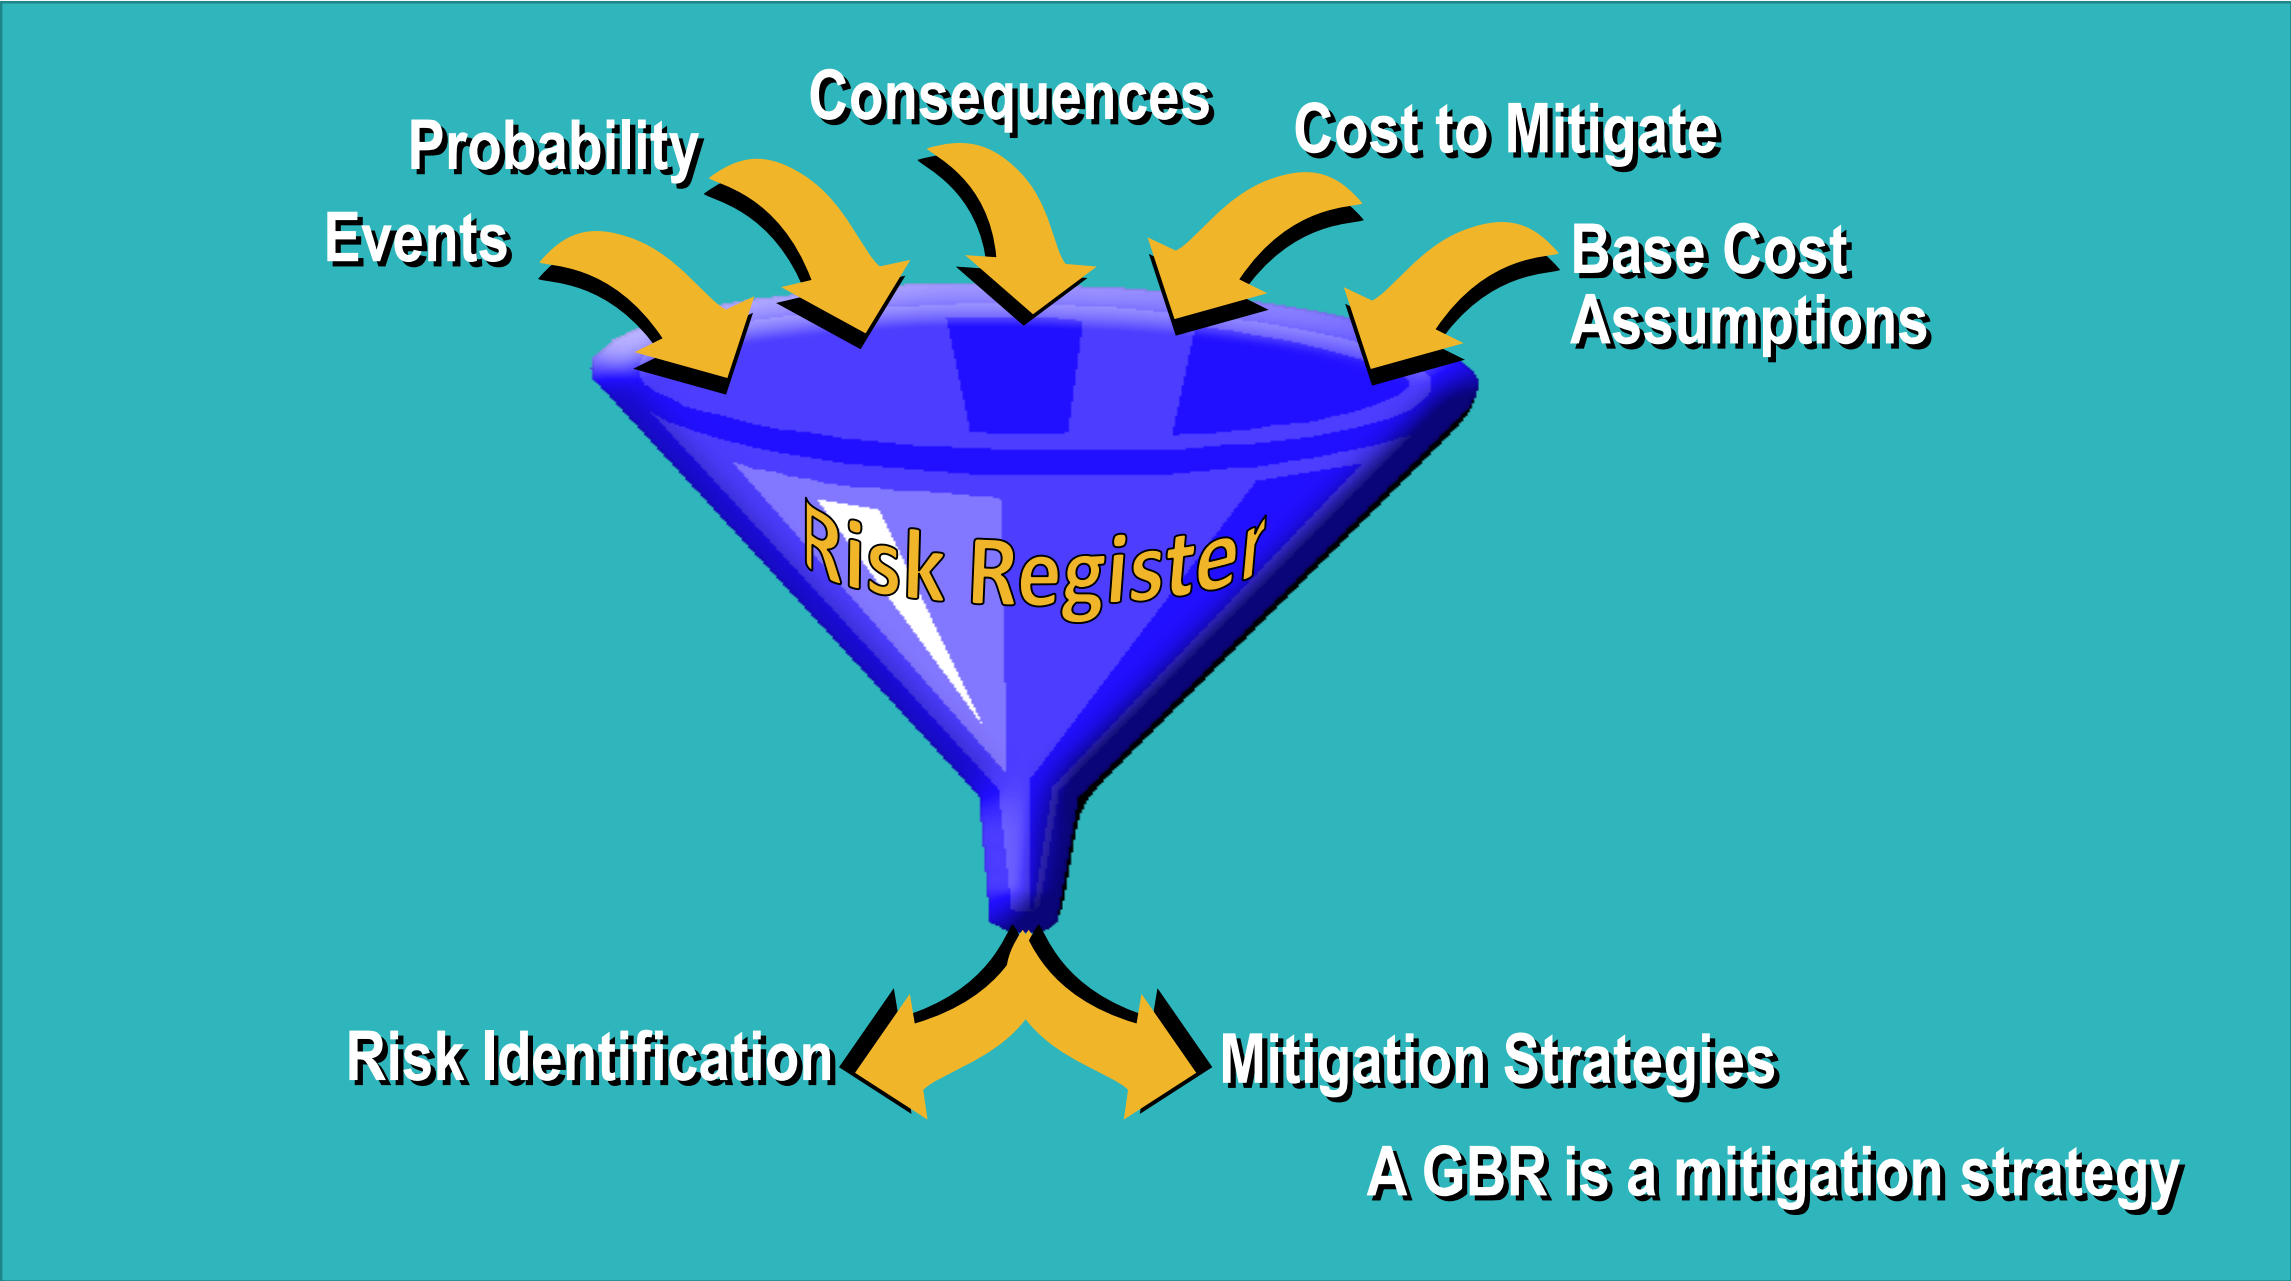 Consequences
Cost to Mitigate
Probability
Events
Base Cost
Assumptions
Risk Register
Risk Identification
Mitigation Strategies
A GBR is a mitigation strategy